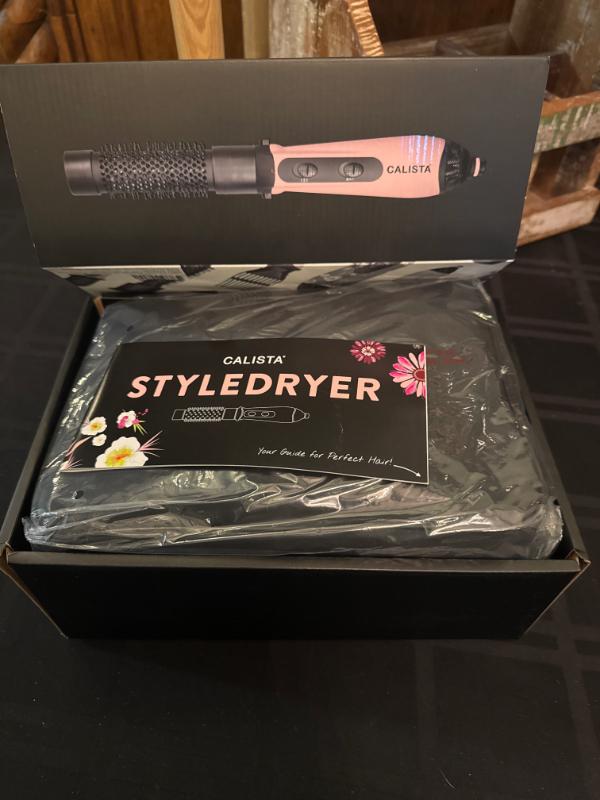 CALISTA
CALISTA
STYLEDRYER
Your Guide for Perfect Hair!